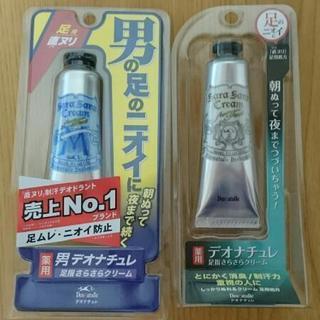 足用
直ヌリ
男の足のニオイに
朝ぬって
夜まで続く
Sara Sara
Cream
"直ヌリ"制汗デオドラント
売上No.1
ブランド
足ムレ・ニオイ防止
薬用
男デオナチュレ
足指さらさらクリーム
Deonatulle
デオナチュレ
足のニオイに
朝ぬって
夜までつづいちゃう!
Sara Sara
Cream
Deonatulle
薬用
デオナチュレ
足指さらさらクリーム
とにかく消臭/制汗力
重視の人に
Deonatulle
デオナチュレ